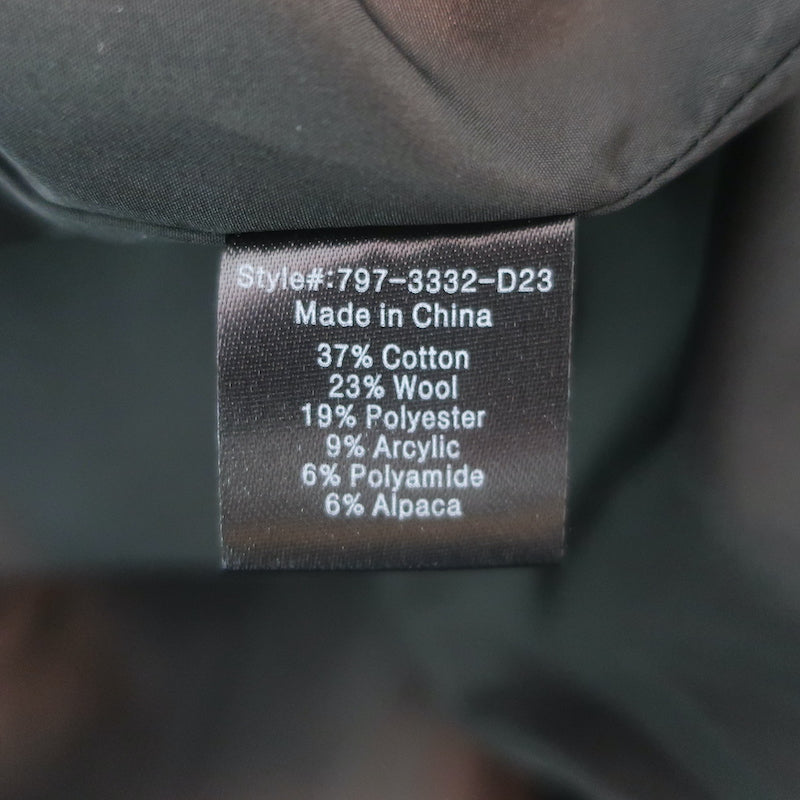 Style#:797-3332-D23
Made in China
37% Cotton
23% Wool
19% Polyester
9% Arcylic
6% Polyamide
6% Alpaca